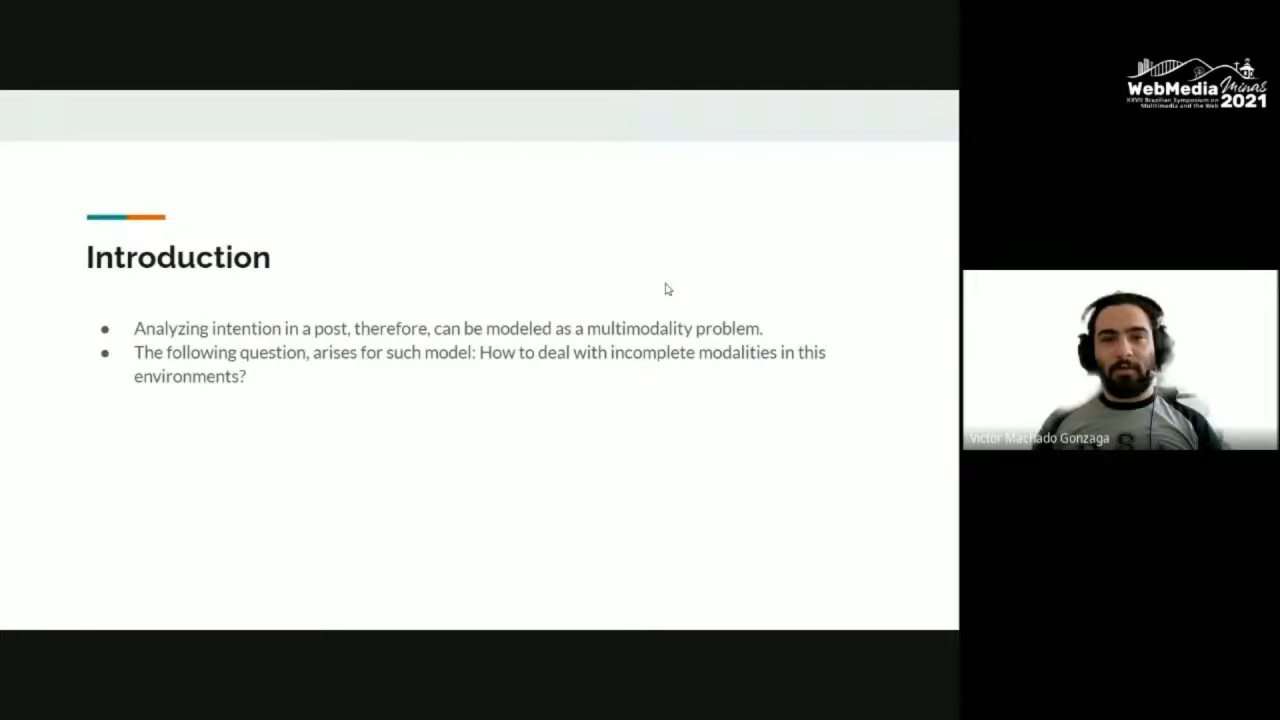 Introduction
● Analyzing intention in a post, therefore, can be modeled as a multimodality problem.
● The following question, arises for such model: How to deal with incomplete modalities in this
environments?
WebMedia Minas
XXVII Brazilian Symposium on
Multimedia and the Web
2021
Victor Machado Gonzaga